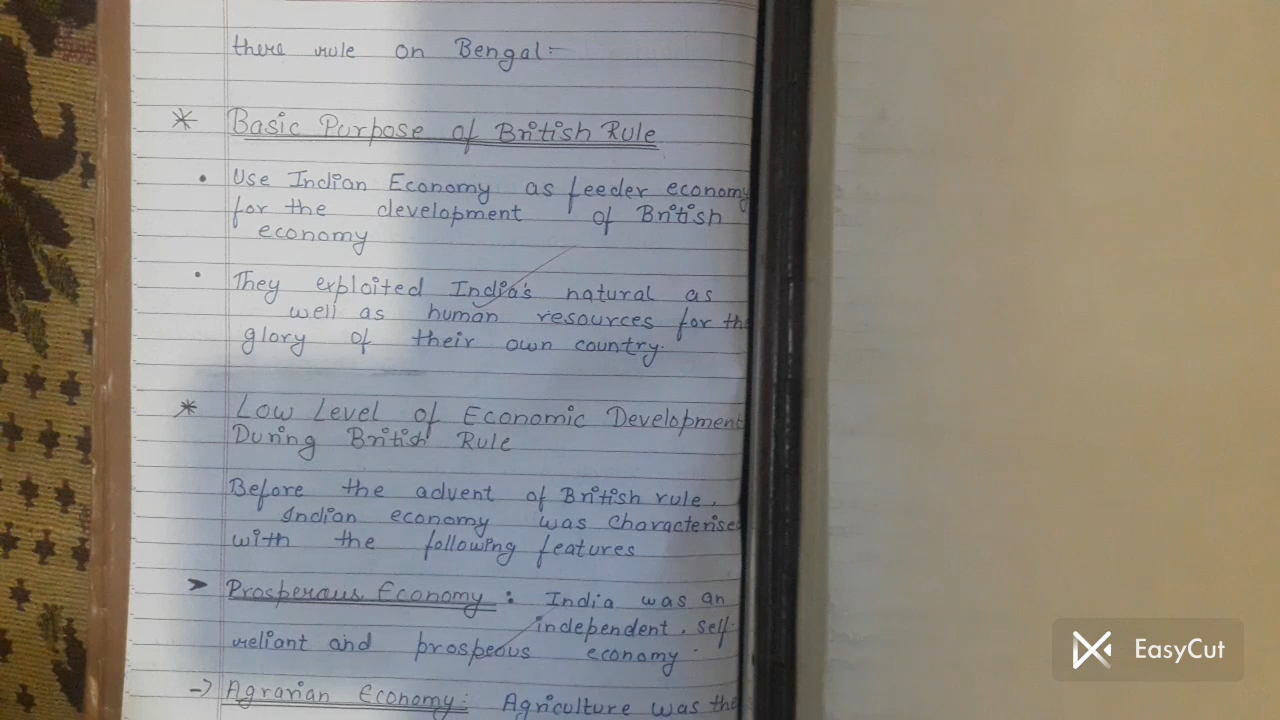 there rule on Bengal:-
* Basic Purpose of British Rule
• Use Indian Economy as feeder economy
for the development of British
economy
• They exploited India's natural as
well as human resources for the
glory of their own country.
* Low Level of Economic Development
During British Rule
Before the advent of British rule,
Indian economy was characterise
with the following features
➤ Prosperous Economy : India was an
independent, self-
reliant and prospeous economy.
-> Agrarian Economy: Agriculture was the
EasyCut